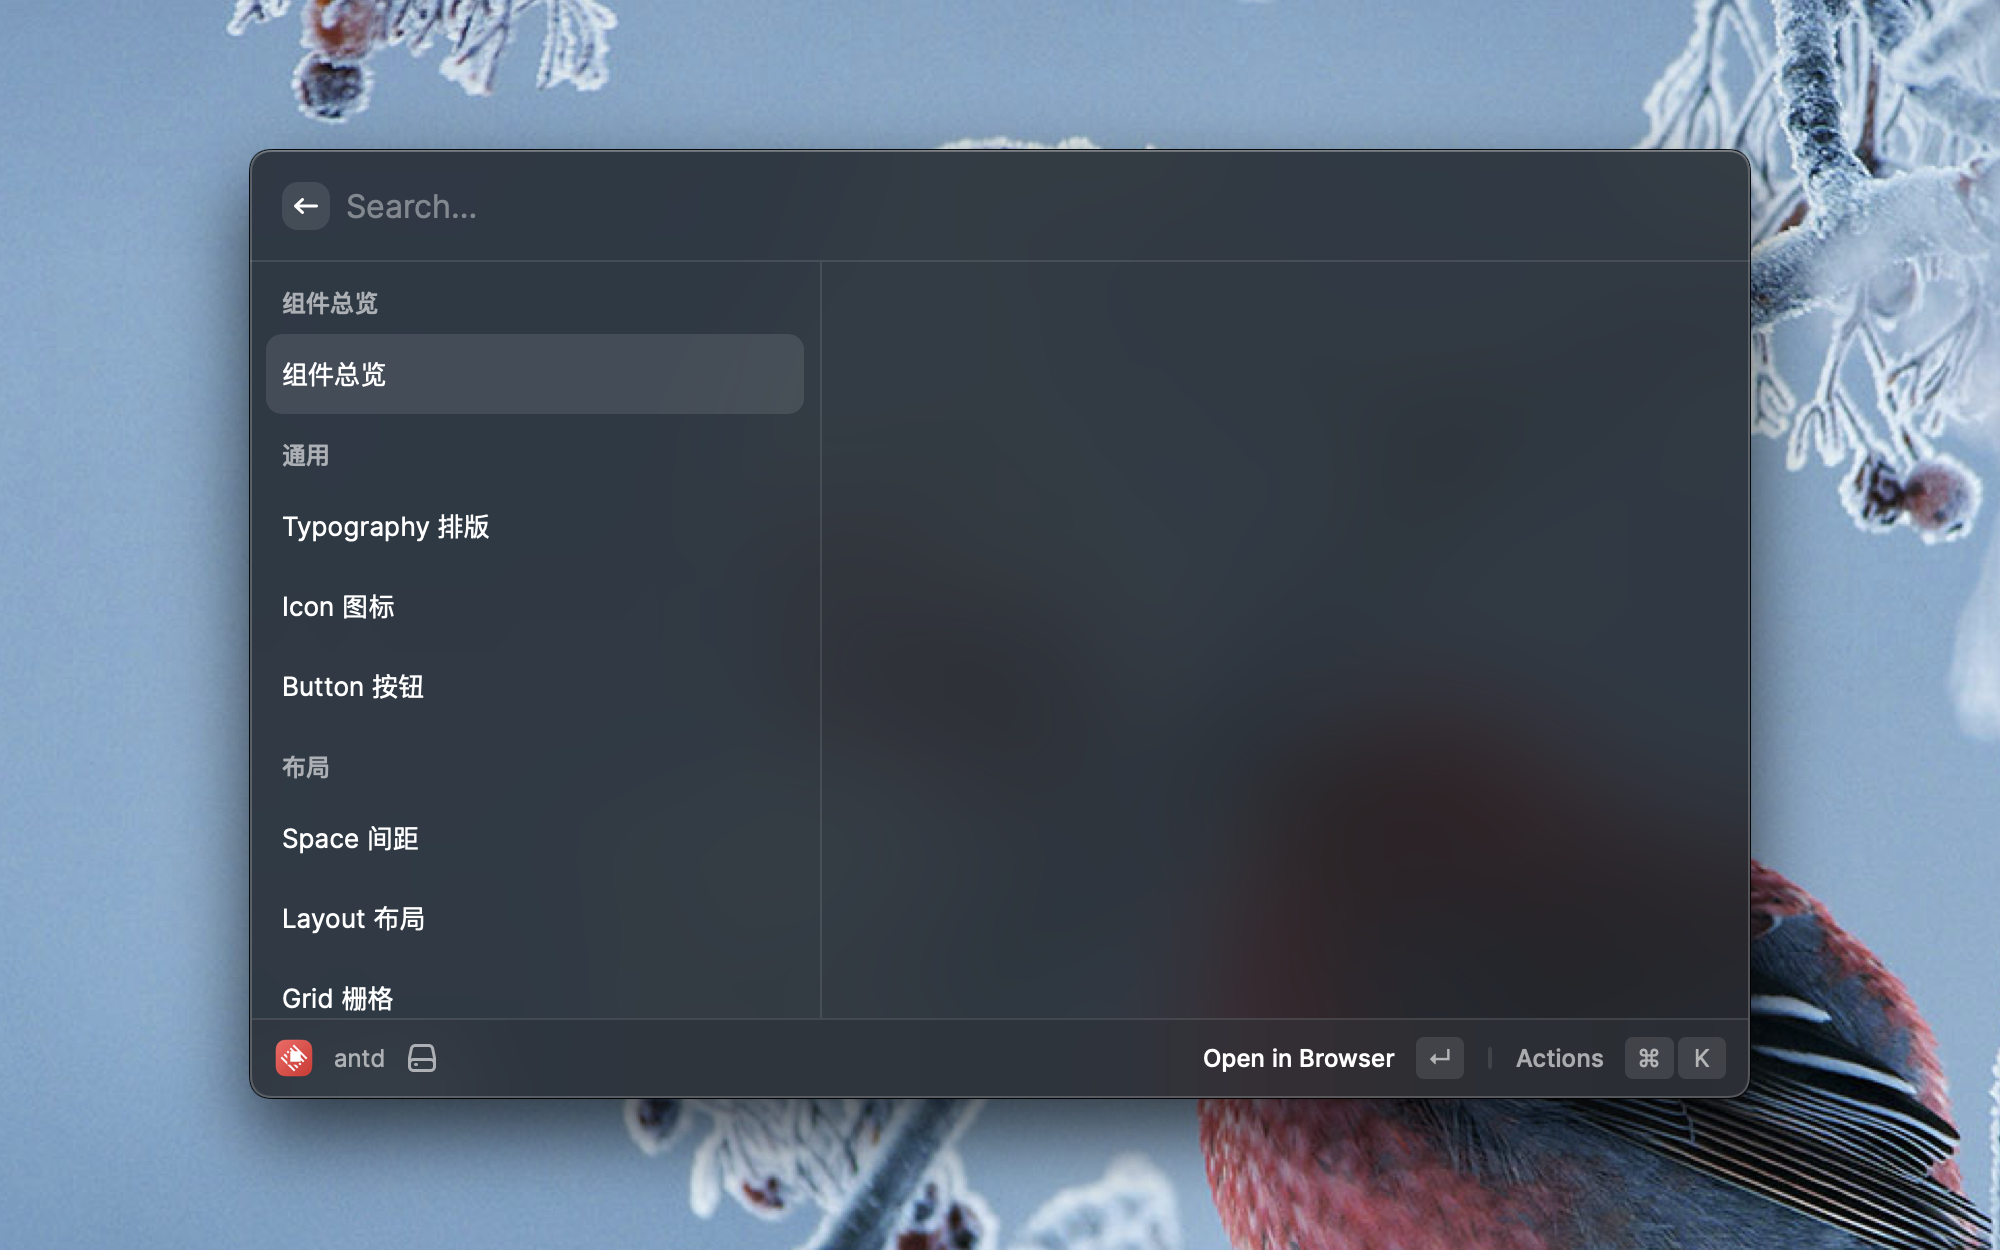 Search...
组件总览
组件总览
通用
Typography 排版
Icon 图标
Button 按钮
布局
Space 间距
Layout 布局
Grid 栅格
antd
Open in Browser ↵ Actions ⌘ K